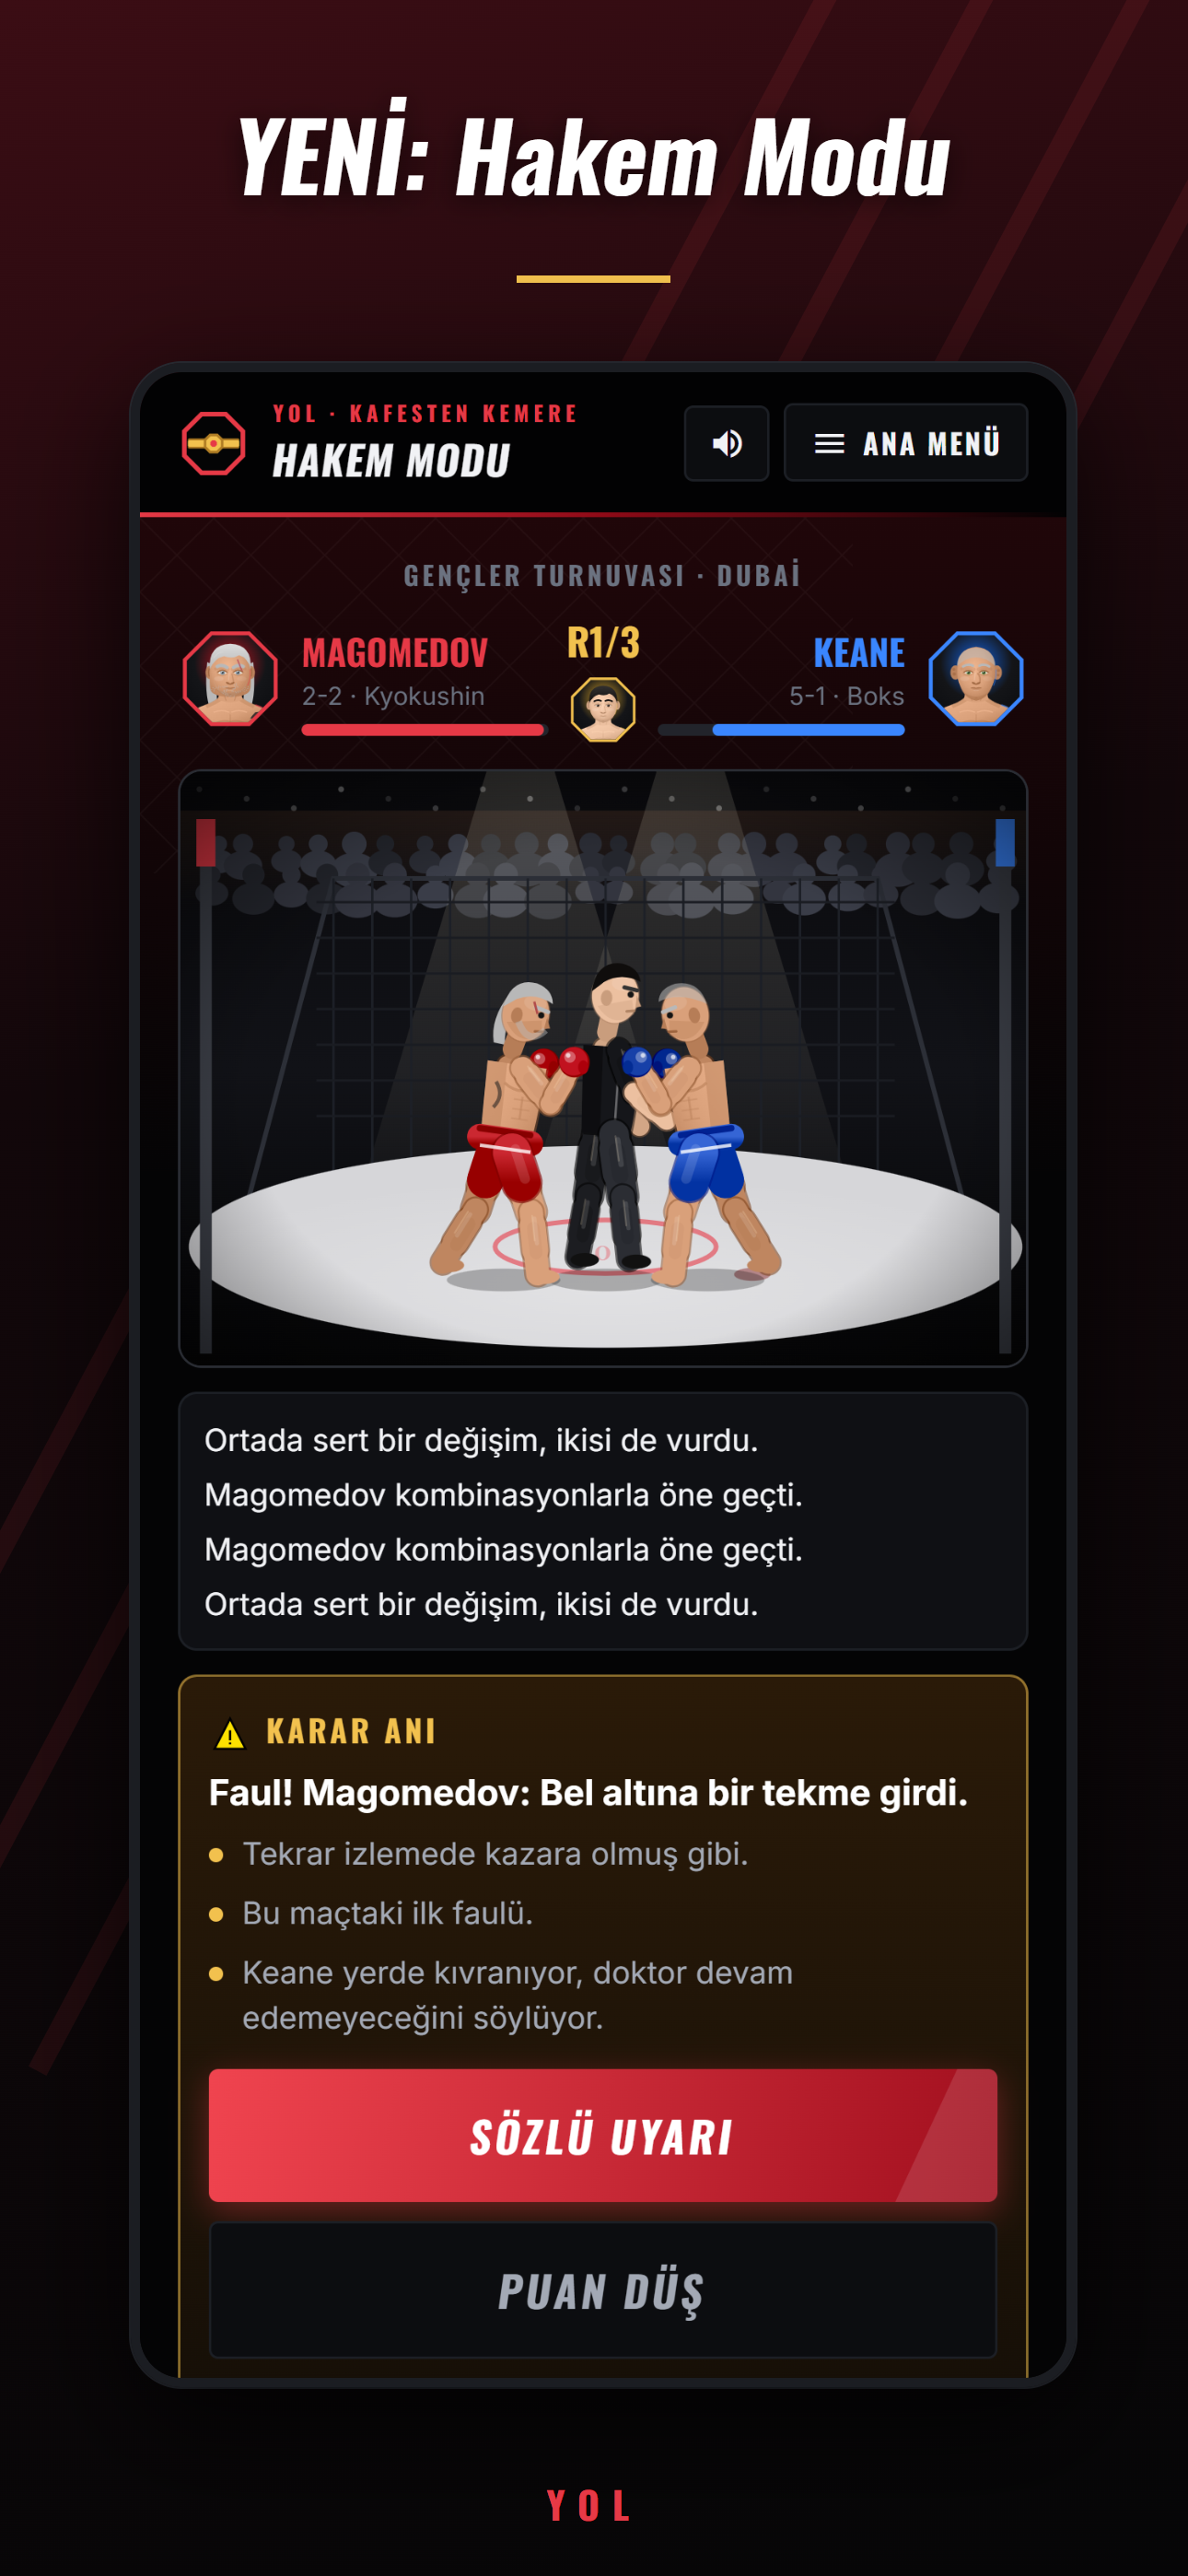 YENİ: Hakem Modu
YOL · KAFESTEN KEMERE
HAKEM MODU
ANA MENÜ
GENÇLER TURNUVASI · DUBAİ
MAGOMEDOV
2-2 · Kyokushin
R1/3
KEANE
5-1 · Boks
Ortada sert bir değişim, ikisi de vurdu.
Magomedov kombinasyonlarla öne geçti.
Magomedov kombinasyonlarla öne geçti.
Ortada sert bir değişim, ikisi de vurdu.
KARAR ANI
Faul! Magomedov: Bel altına bir tekme girdi.
Tekrar izlemede kazara olmuş gibi.
Bu maçtaki ilk faulü.
Keane yerde kıvranıyor, doktor devam
edemeyeceğini söylüyor.
SÖZLÜ UYARI
PUAN DÜŞ
YOL